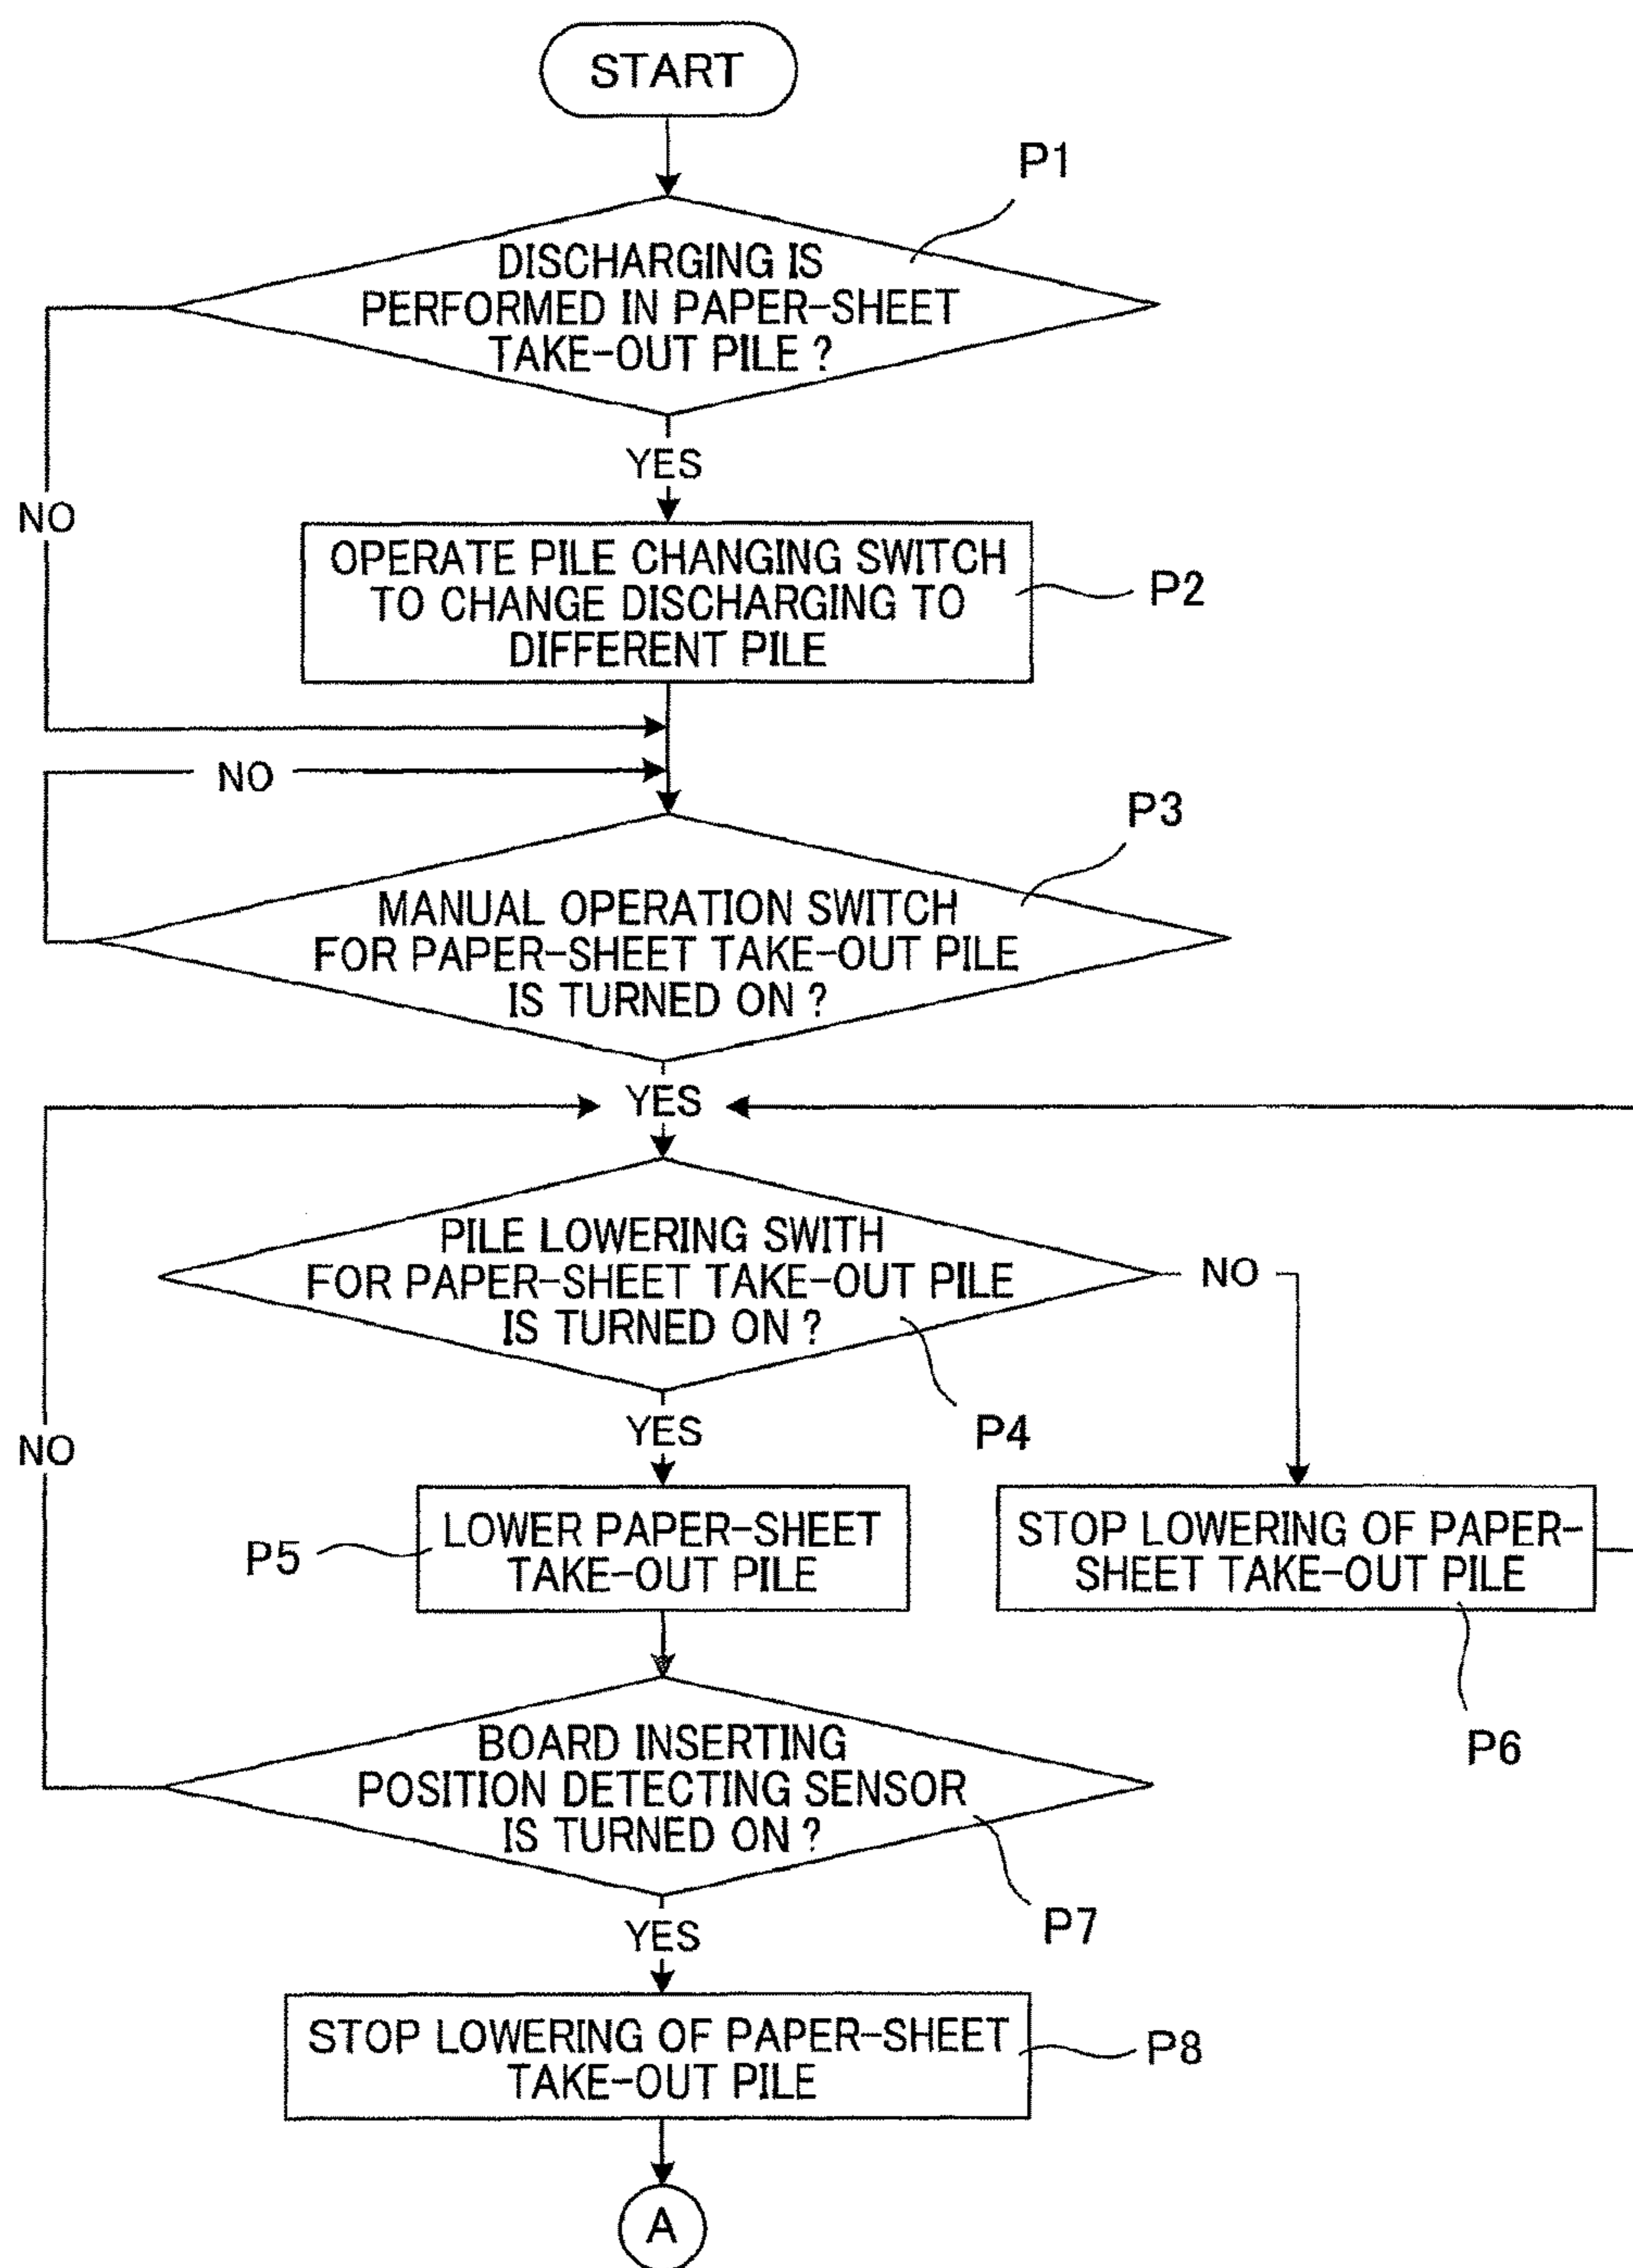 START
P1
DISCHARGING IS
PERFORMED IN PAPER-SHEET
TAKE-OUT PILE ?
YES
NO
OPERATE PILE CHANGING SWITCH
TO CHANGE DISCHARGING TO
DIFFERENT PILE
P2
NO
P3
MANUAL OPERATION SWITCH
FOR PAPER-SHEET TAKE-OUT PILE
IS TURNED ON ?
YES
PILE LOWERING SWITH
FOR PAPER-SHEET TAKE-OUT PILE
IS TURNED ON ?
NO
P4
YES
NO
P5
LOWER PAPER-SHEET
TAKE-OUT PILE
STOP LOWERING OF PAPER-
SHEET TAKE-OUT PILE
P6
BOARD INSERTING
POSITION DETECTING SENSOR
IS TURNED ON ?
P7
YES
STOP LOWERING OF PAPER-SHEET
TAKE-OUT PILE
P8
A